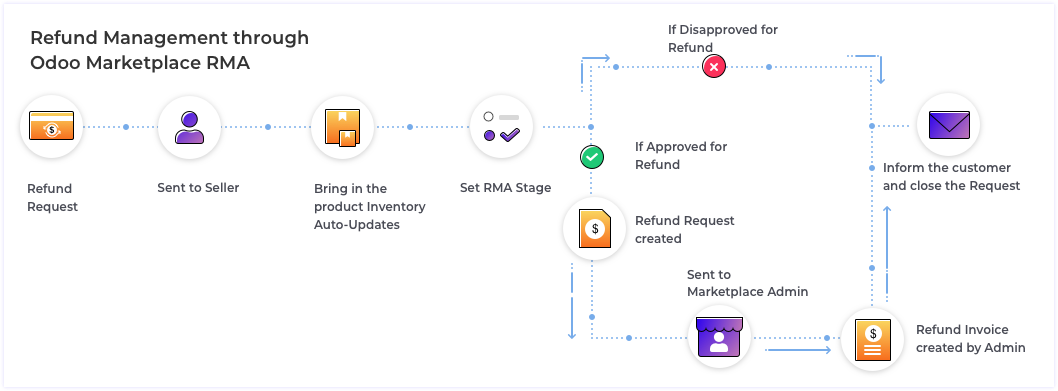 Refund Management through
Odoo Marketplace RMA
Refund
Request
Sent to Seller
Bring in the
product Inventory
Auto-Updates
Set RMA Stage
If Disapproved for
Refund
If Approved for
Refund
Refund Request
created
Sent to
Marketplace Admin
Refund Invoice
created by Admin
Inform the customer
and close the Request
$
$
$